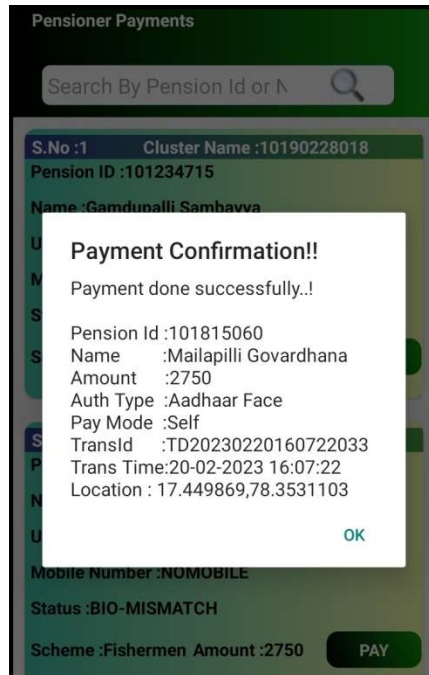 Pensioner Payments
Search By Pension Id or N
S.No :1 Cluster Name :10190228018
Pension ID :101234715
Name :Gamdupalli Sambayya
U
M
S
S
Payment Confirmation!!
Payment done successfully..!
Pension Id :101815060
Name :Mailapilli Govardhana
Amount :2750
Auth Type :Aadhaar Face
Pay Mode :Self
TransId :TD20230220160722033
Trans Time:20-02-2023 16:07:22
Location : 17.449869,78.3531103
OK
S
P
N
U
Mobile Number :NOMOBILE
Status :BIO-MISMATCH
Scheme :Fishermen Amount :2750 PAY